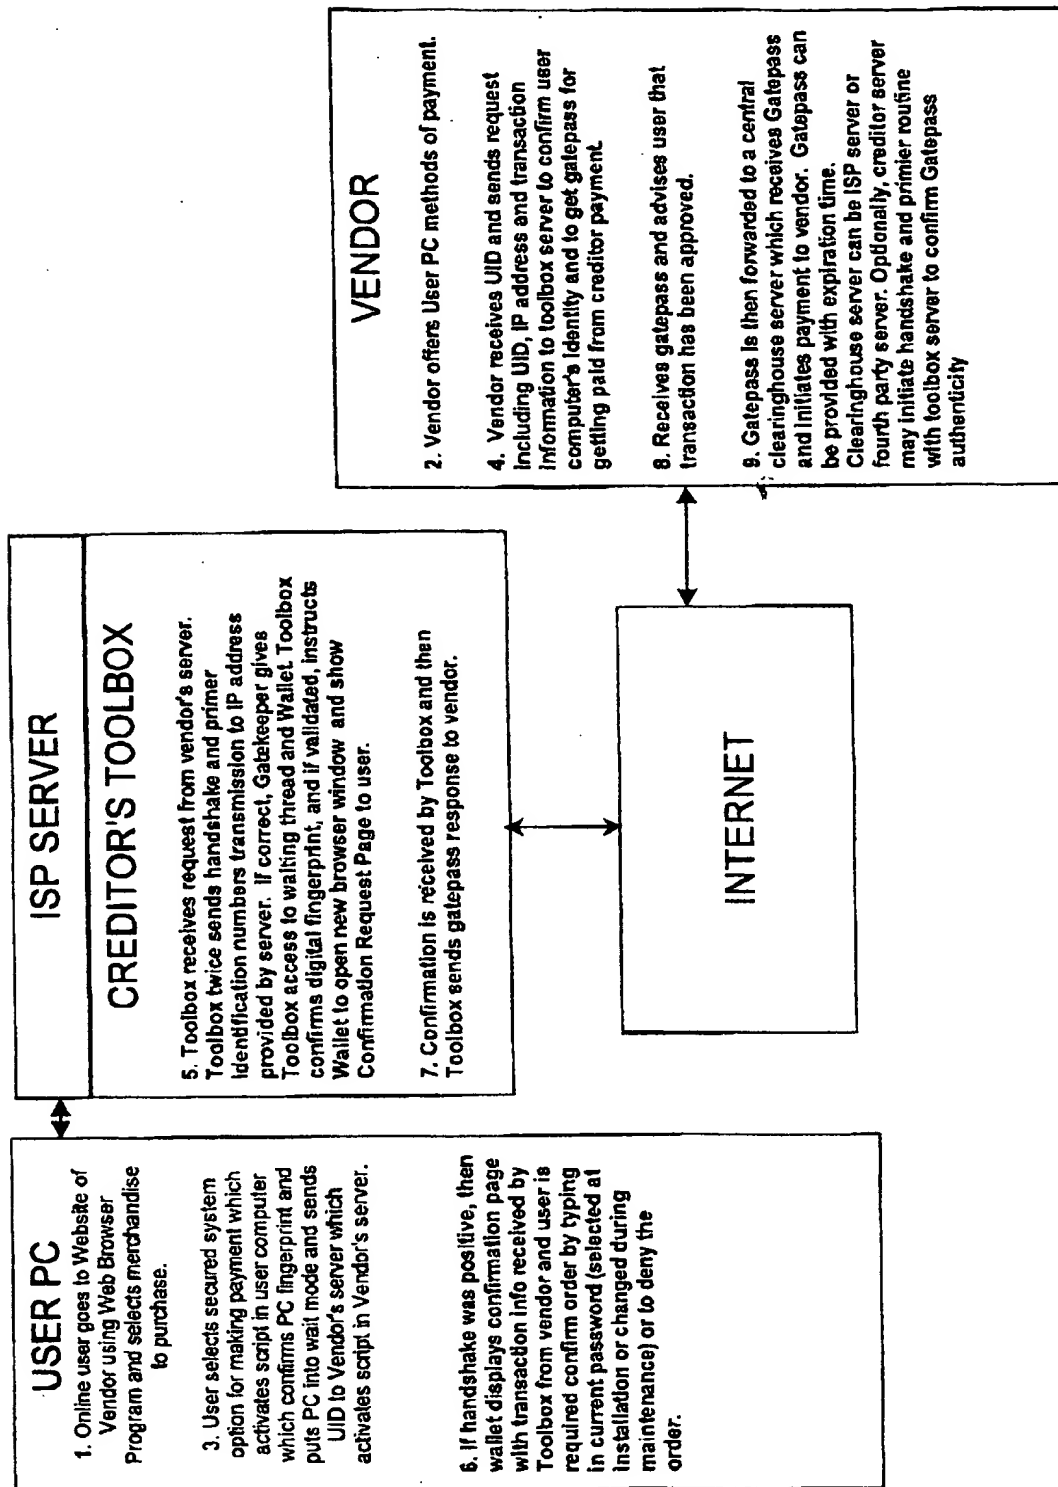 USER PC
1. Online user goes to Website of
Vendor using Web Browser
Program and selects merchandise
to purchase.
3. User selects secured system
option for making payment which
activates script in user computer
which confirms PC fingerprint and
puts PC into wait mode and sends
UID to Vendor's server which
activates script in Vendor's server.
6. If handshake was positive, then
wallet displays confirmation page
with transaction info received by
Toolbox from vendor and user is
required confirm order by typing
in current password (selected at
installation or changed during
maintenance) or to deny the
order.
ISP SERVER
CREDITOR'S TOOLBOX
5. Toolbox receives request from vendor's server.
Toolbox twice sends handshake and primer
identification numbers transmission to IP address
provided by server. If correct, Gatekeeper gives
Toolbox access to waiting thread and Wallet. Toolbox
confirms digital fingerprint, and if validated, instructs
Wallet to open new browser window and show
Confirmation Request Page to user.
7. Confirmation is received by Toolbox and then
Toolbox sends gatepass response to vendor.
INTERNET
VENDOR
2. Vendor offers User PC methods of payment.
4. Vendor receives UID and sends request
including UID, IP address and transaction
information to toolbox server to confirm user
computer's identity and to get gatepass for
getting paid from creditor payment.
8. Receives gatepass and advises user that
transaction has been approved.
9. Gatepass is then forwarded to a central
clearinghouse server which receives Gatepass
and initiates payment to vendor. Gatepass can
be provided with expiration time.
Clearinghouse server can be ISP server or
fourth party server. Optionally, creditor server
may initiate handshake and primier routine
with toolbox server to confirm Gatepass
authenticity